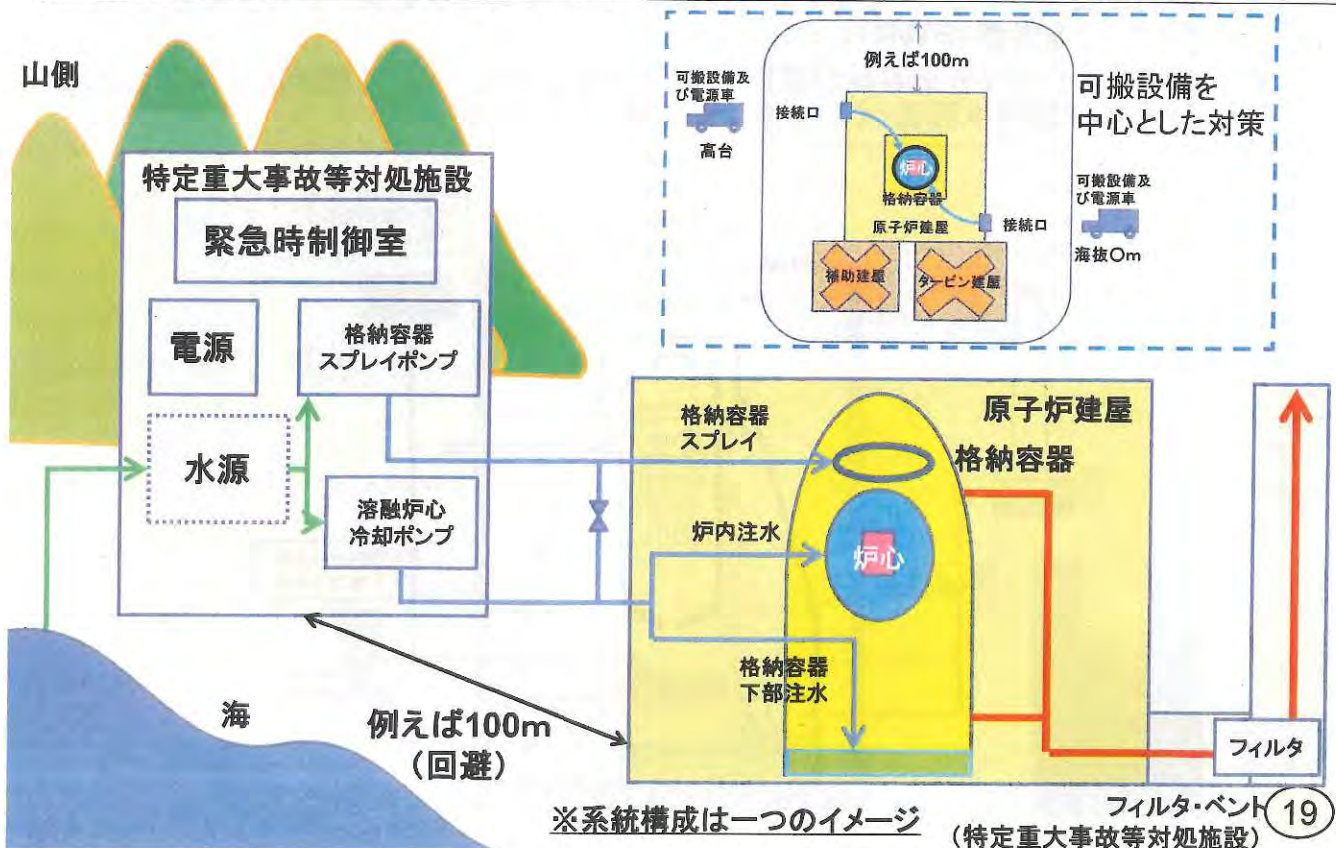 山側
特定重大事故等対処施設
緊急時制御室
電源
格納容器
スプレイポンプ
水源
溶融炉心
冷却ポンプ
海
例えば100m
(回避)
例えば100m
可搬設備及
び電源車
高台
接続口
炉心
格納容器
原子炉建屋
接続口
補助建屋
タービン建屋
可搬設備を
中心とした対策
可搬設備及
び電源車
海抜〇m
原子炉建屋
格納容器
格納容器
スプレイ
炉内注水
炉心
格納容器
下部注水
フィルタ
フィルタ・ベント
(特定重大事故等対処施設)
※系統構成は一つのイメージ
19